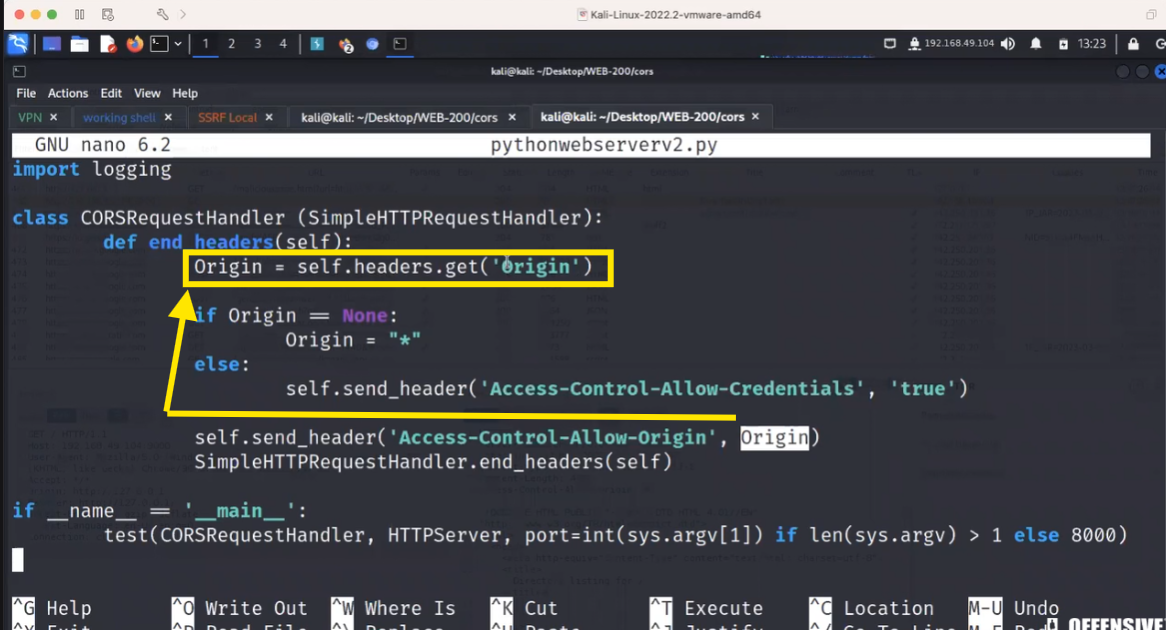 Kali-Linux-2022.2-vmware-amd64
1 2 3 4 192.168.49.104 13:23
kali@kali: ~/Desktop/WEB-200/cors
File Actions Edit View Help
VPN × working shell × SSRF Local × kali@kali: ~/Desktop/WEB-200/cors × kali@kali: ~/Desktop/WEB-200/cors ×
GNU nano 6.2 pythonwebserverv2.py
import logging
class CORSRequestHandler (SimpleHTTPRequestHandler):
def end_headers(self):
Origin = self.headers.get('Origin')
if Origin == None:
Origin = "*"
else:
self.send_header('Access-Control-Allow-Credentials', 'true')
self.send_header('Access-Control-Allow-Origin', Origin)
SimpleHTTPRequestHandler.end_headers(self)
if __name__ == '__main__':
test(CORSRequestHandler, HTTPServer, port=int(sys.argv[1]) if len(sys.argv) > 1 else 8000)
^G Help ^O Write Out ^W Where Is ^K Cut ^T Execute ^C Location M-U Undo
OFFENSIVE